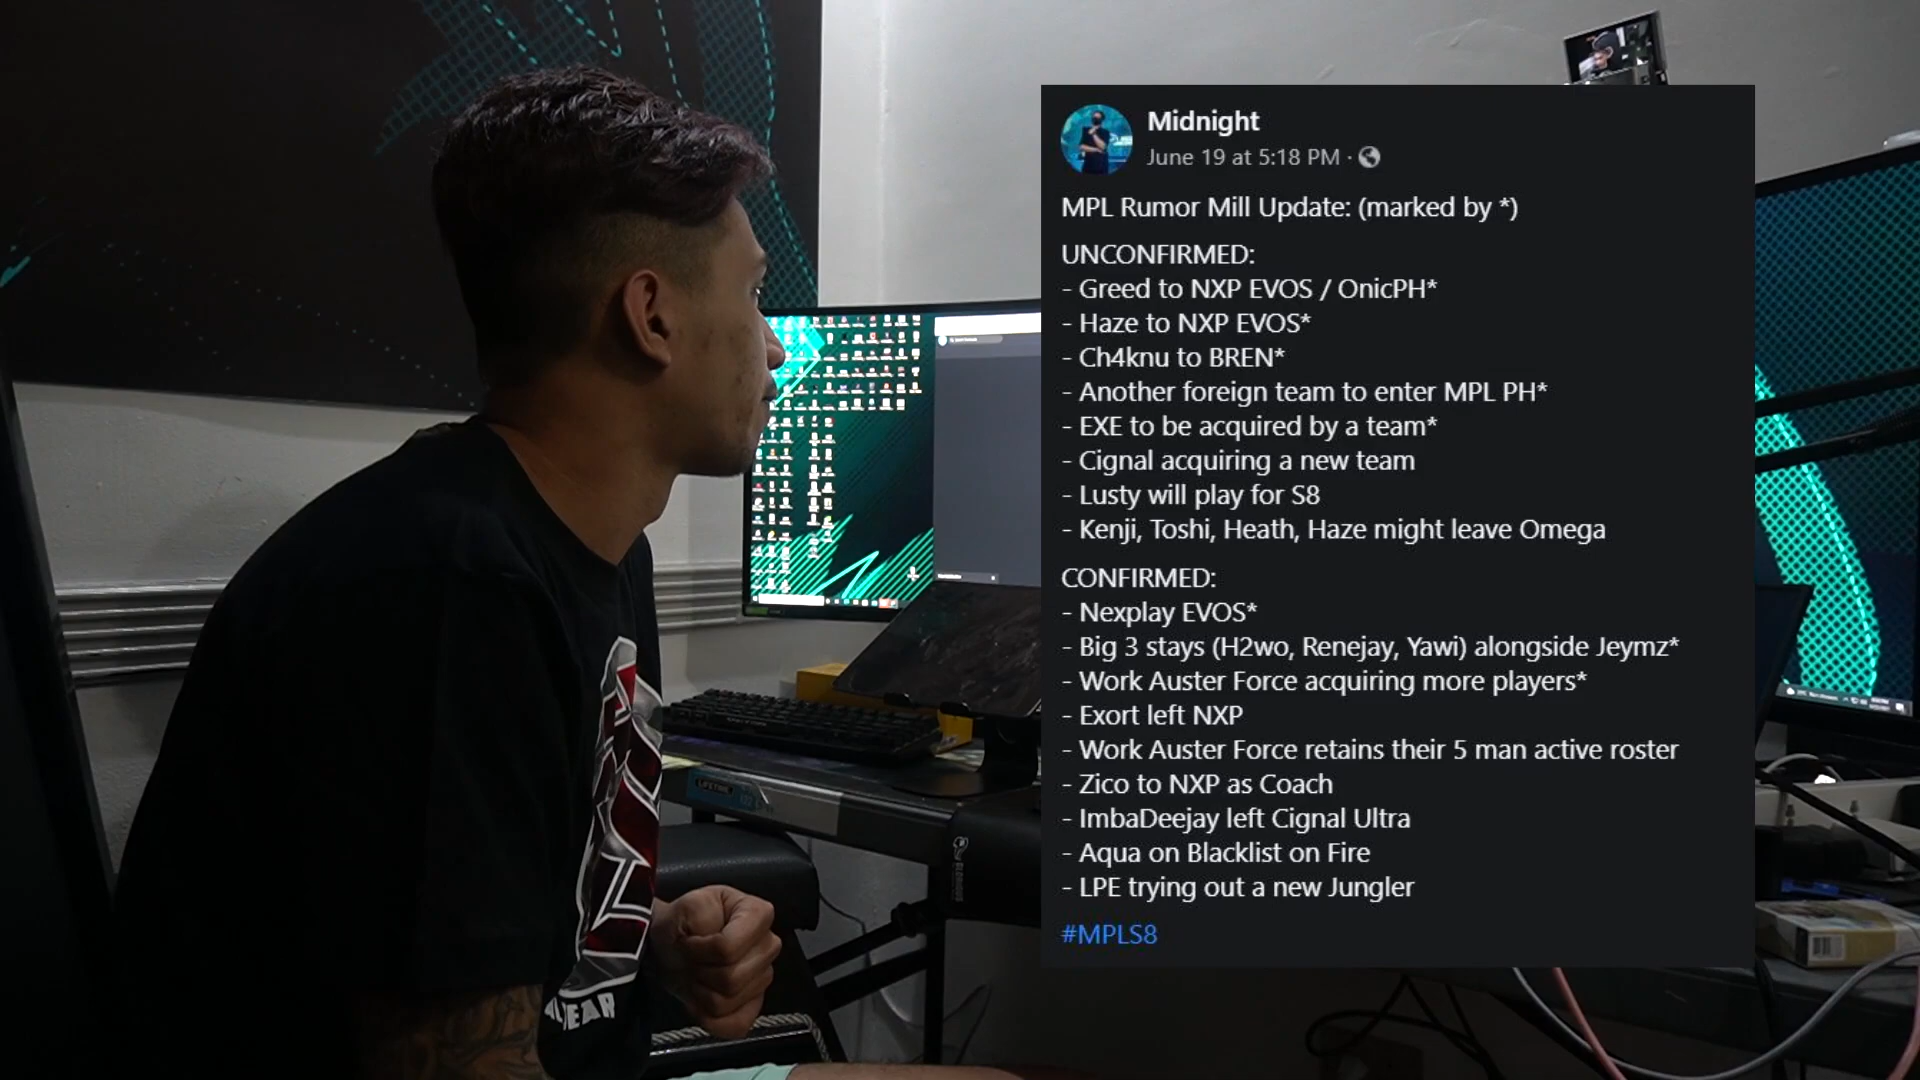 Midnight
June 19 at 5:18 PM ·
MPL Rumor Mill Update: (marked by *)
UNCONFIRMED:
- Greed to NXP EVOS / OnicPH*
- Haze to NXP EVOS*
- Ch4knu to BREN*
- Another foreign team to enter MPL PH*
- EXE to be acquired by a team*
- Cignal acquiring a new team
- Lusty will play for S8
- Kenji, Toshi, Heath, Haze might leave Omega
CONFIRMED:
- Nexplay EVOS*
- Big 3 stays (H2wo, Renejay, Yawi) alongside Jeymz*
- Work Auster Force acquiring more players*
- Exort left NXP
- Work Auster Force retains their 5 man active roster
- Zico to NXP as Coach
- ImbaDeejay left Cignal Ultra
- Aqua on Blacklist on Fire
- LPE trying out a new Jungler
#MPLS8
LIFETIME